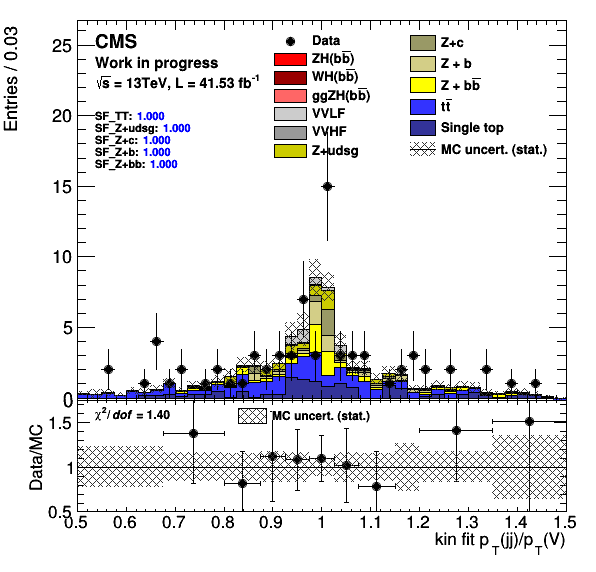 Entries / 0.03
25
20
15
10
5
0
CMS
Work in progress
√s = 13TeV, L = 41.53 fb⁻¹
SF_TT: 1.000
SF_Z+udsg: 1.000
SF_Z+c: 1.000
SF_Z+b: 1.000
SF_Z+bb: 1.000
Data
ZH(bb̅)
WH(bb̅)
ggZH(bb̅)
VVLF
VVHF
Z+udsg
Z+c
Z + b
Z + bb̅
tt̅
Single top
MC uncert. (stat.)
Data/MC
1.5
1
0.5
χ²/ dof = 1.40
MC uncert. (stat.)
0.5 0.6 0.7 0.8 0.9 1 1.1 1.2 1.3 1.4 1.5
kin fit p_T(jj)/p_T(V)